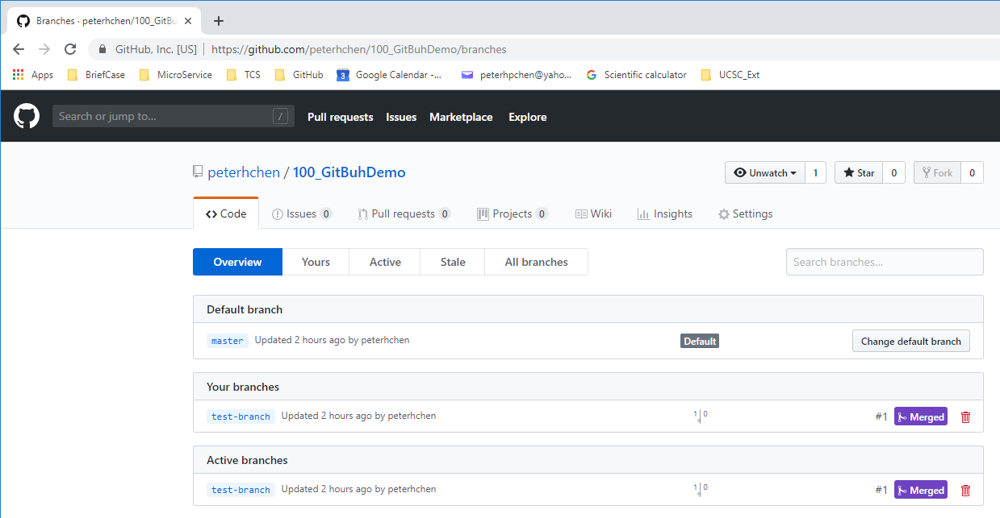 Branches · peterhchen/100_GitBu
GitHub, Inc. [US] | https://github.com/peterhchen/100_GitBuhDemo/branches
Apps BriefCase MicroService TCS GitHub 3 Google Calendar -... peterhpchen@yaho... Scientific calculator UCSC_Ext
Search or jump to... / Pull requests Issues Marketplace Explore
peterhchen / 100_GitBuhDemo Unwatch 1 Star 0 Fork 0
Code Issues 0 Pull requests 0 Projects 0 Wiki Insights Settings
Overview Yours Active Stale All branches Search branches...
Default branch
master Updated 2 hours ago by peterhchen Default Change default branch
Your branches
test-branch Updated 2 hours ago by peterhchen 1 0 #1 Merged
Active branches
test-branch Updated 2 hours ago by peterhchen 1 0 #1 Merged